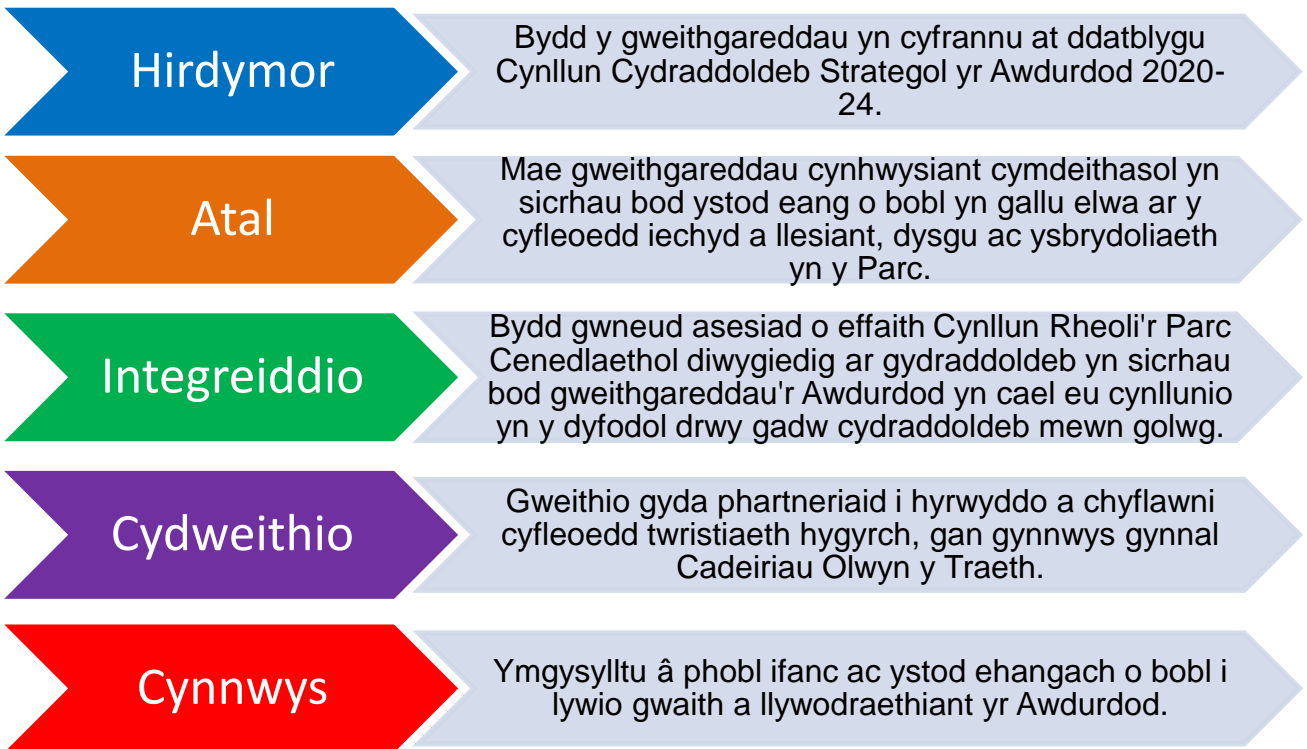 Hirdymor
Bydd y gweithgareddau yn cyfrannu at ddatblygu
Cynllun Cydraddoldeb Strategol yr Awdurdod 2020-
24.
Atal
Mae gweithgareddau cynhwysiant cymdeithasol yn
sicrhau bod ystod eang o bobl yn gallu elwa ar y
cyfleoedd iechyd a llesiant, dysgu ac ysbrydoliaeth
yn y Parc.
Integreiddio
Bydd gwneud asesiad o effaith Cynllun Rheoli'r Parc
Cenedlaethol diwygiedig ar gydraddoldeb yn sicrhau
bod gweithgareddau'r Awdurdod yn cael eu cynllunio
yn y dyfodol drwy gadw cydraddoldeb mewn golwg.
Cydweithio
Gweithio gyda phartneriaid i hyrwyddo a chyflawni
cyfleoedd twristiaeth hygyrch, gan gynnwys gynnal
Cadeiriau Olwyn y Traeth.
Cynnwys
Ymgysylltu â phobl ifanc ac ystod ehangach o bobl i
lywio gwaith a llywodraethiant yr Awdurdod.